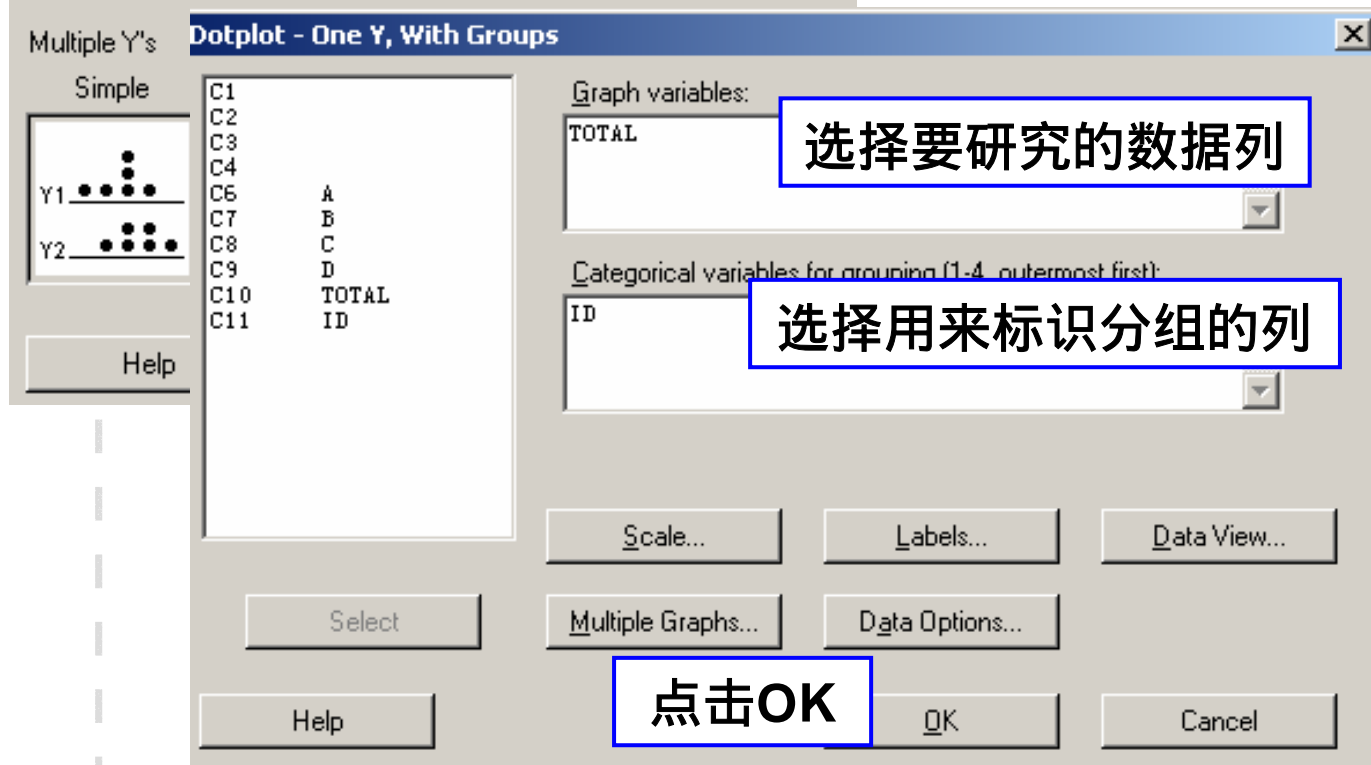 Multiple Y's
Simple
Y1
Y2
Help
Dotplot - One Y, With Groups
C1
C2
C3
C4
C6 A
C7 B
C8 C
C9 D
C10 TOTAL
C11 ID
Graph variables:
TOTAL
选择要研究的数据列
Categorical variables for grouping (1-4, outermost first):
ID
选择用来标识分组的列
Scale...
Labels...
Data View...
Select
Multiple Graphs...
Data Options...
点击OK
Help
OK
Cancel